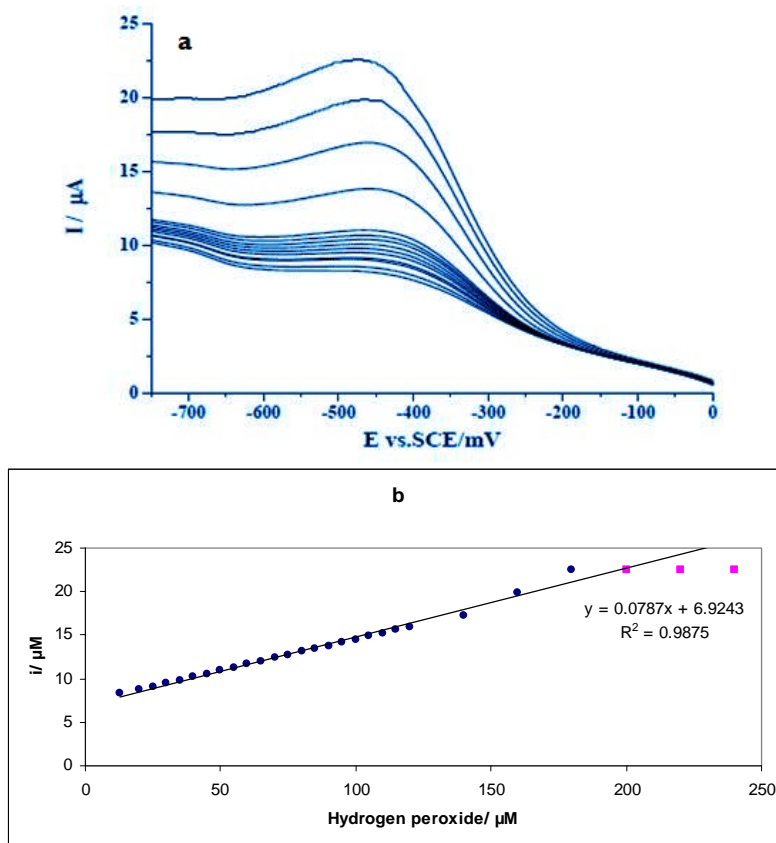 a
25
20
15
10
5
0
I / µA
-700 -600 -500 -400 -300 -200 -100 0
E vs.SCE/mV
b
25
20
15
10
5
0
i/ µM
y = 0.0787x + 6.9243
R² = 0.9875
0 50 100 150 200 250
Hydrogen peroxide/ µM